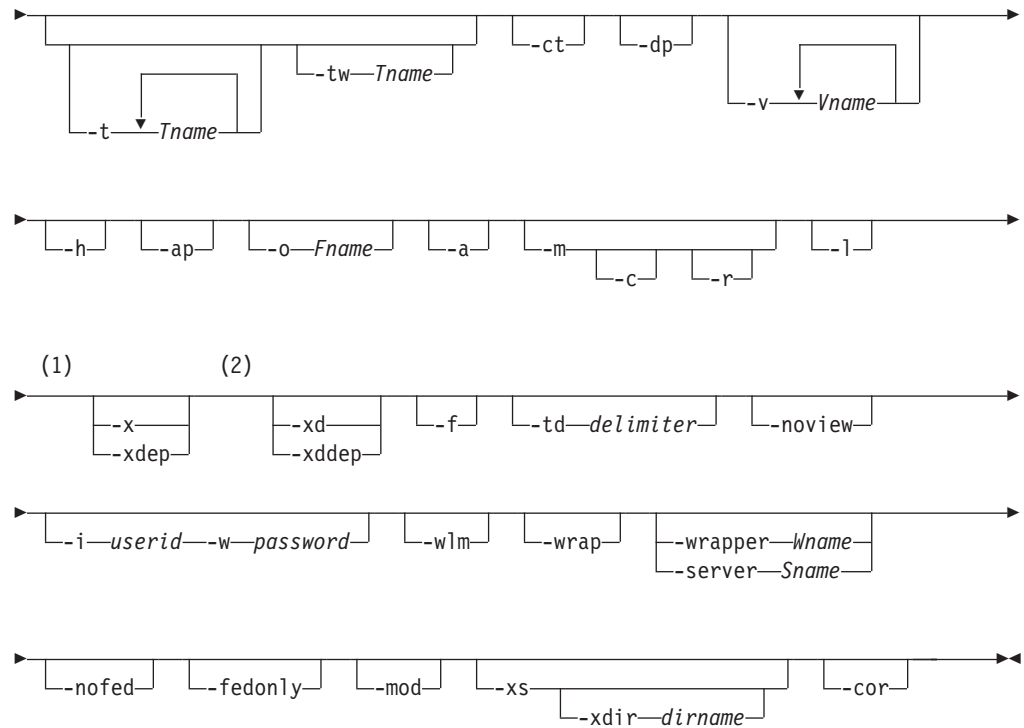 -ct -dp
-tw Tname
-v Vname
-t Tname
-h -ap -o Fname -a -m -l
-c -r
(1) (2)
-x -xd -f -td delimiter -noview
-xdep -xddep
-i userid -w password -wlm -wrap -wrapper Wname
-server Sname
-nofed -fedonly -mod -xs -cor
-xdir dirname